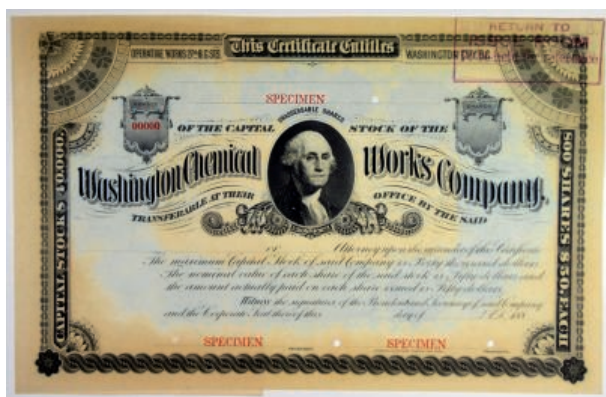 RETURN TO
OPERATIVE WORKS
This Certificate Entitles
WASHINGTON
SPECIMEN
UNASSESSABLE SHARES
00000
OF THE CAPITAL STOCK OF THE
Washington Chemical Works Company.
TRANSFERABLE AT THEIR OFFICE BY THE SAID
CAPITAL STOCK $ 40,000.
800 SHARES $ 50. EACH
or Attorney upon the surrender of this Certificate
The maximum Capital Stock of said Company is Forty thousand dollars
The nominal value of each share of the said stock is Fifty dollars and
the amount actually paid on each share issued is Fifty dollars.
Witness the signatures of the President and Secretary of said Company
and the Corporate Seal thereof this day of A.D. 188
SPECIMEN SPECIMEN